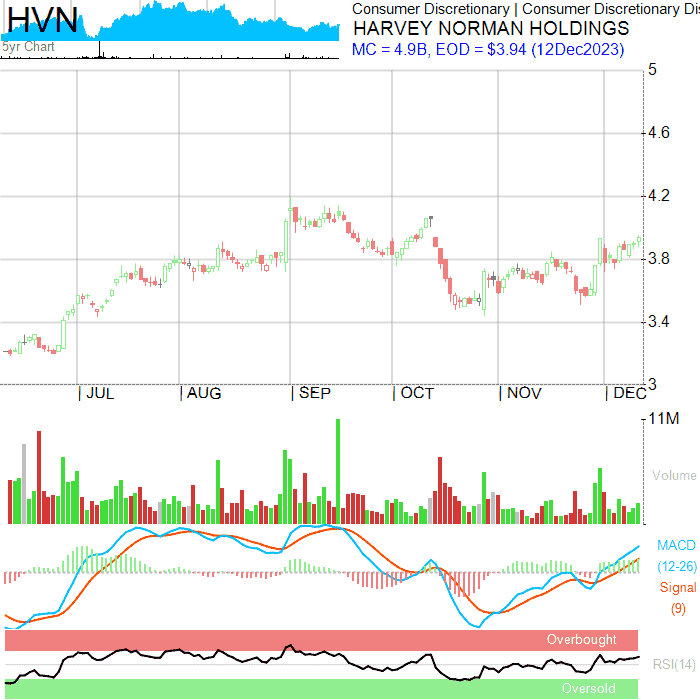 HVN
5yr Chart
Consumer Discretionary | Consumer Discretionary Dis
HARVEY NORMAN HOLDINGS
MC = 4.9B, EOD = $3.94 (12Dec2023)
5
4.6
4.2
3.8
3.4
3
| JUL | AUG | SEP | OCT | NOV | DEC
11M
Volume
MACD
(12-26)
Signal
(9)
Overbought
RSI(14)
Oversold